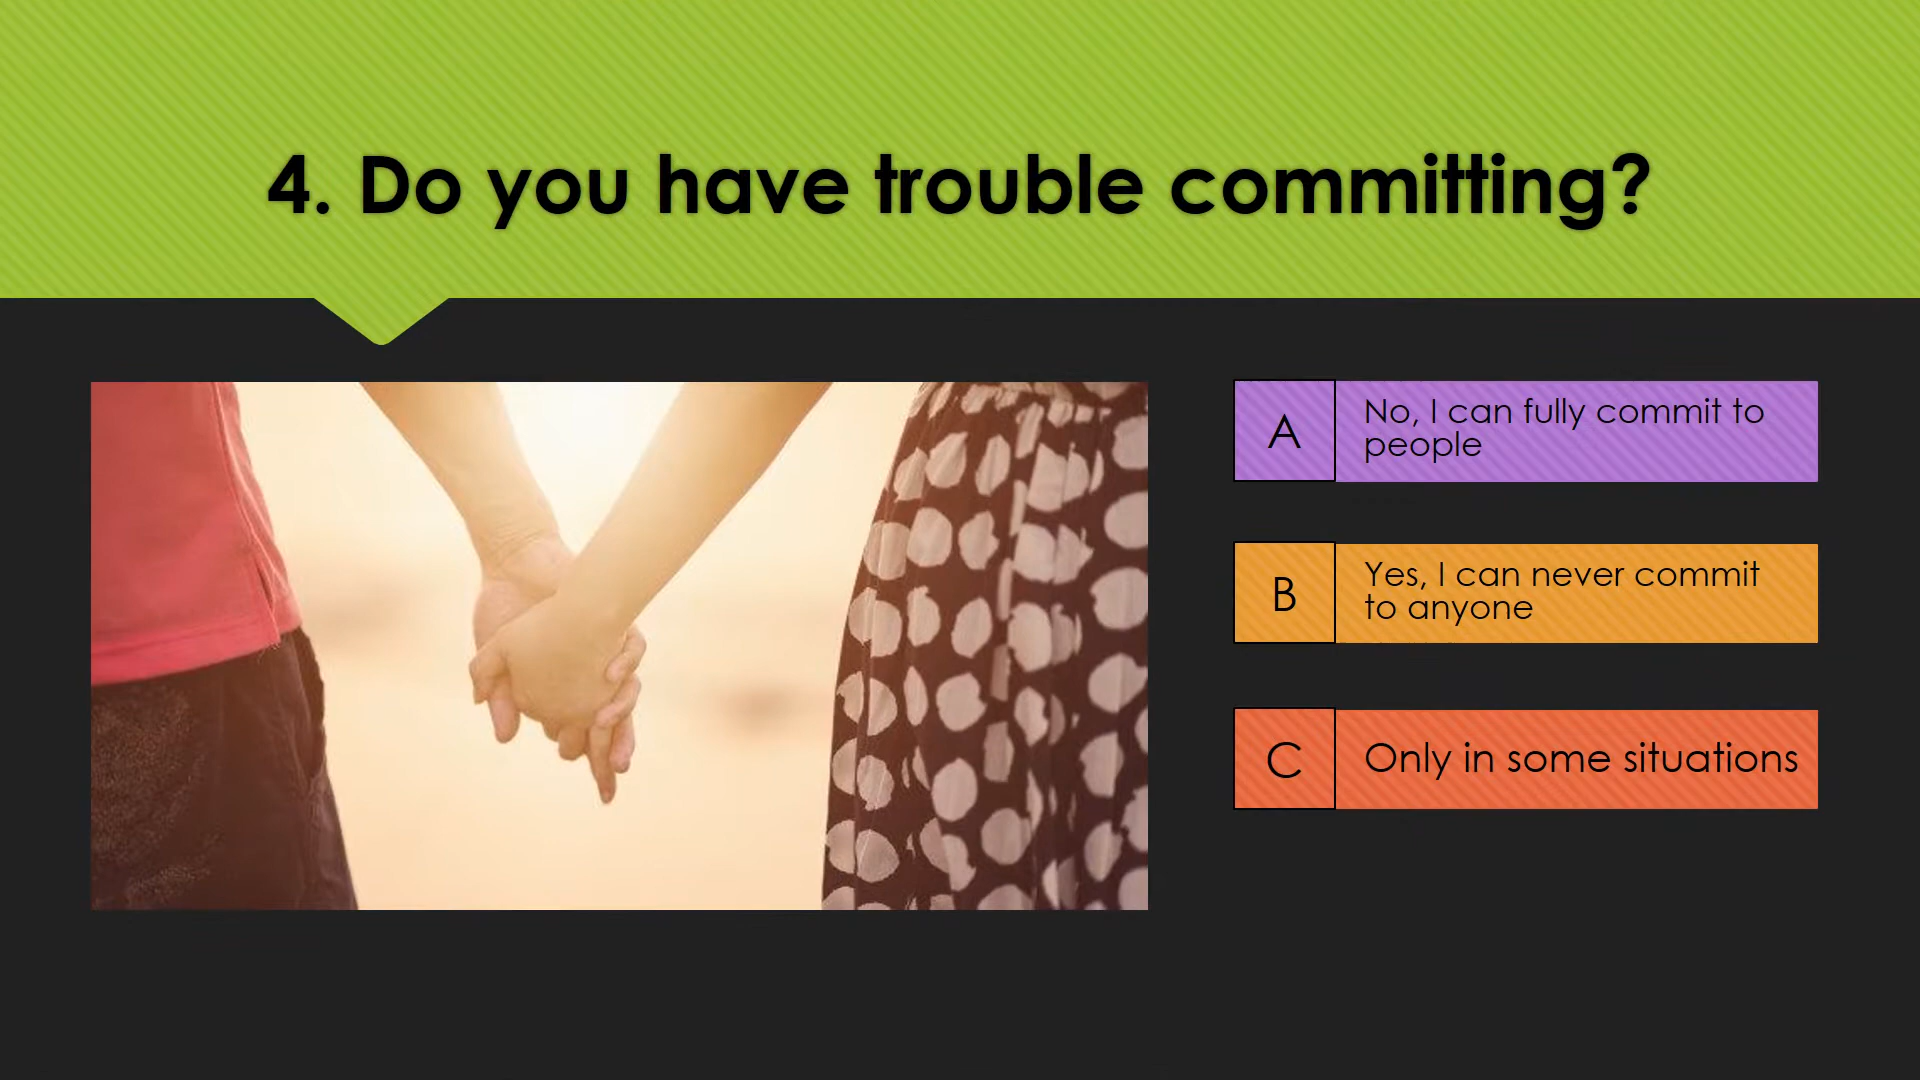 4. Do you have trouble committing?
A
No, I can fully commit to
people
B
Yes, I can never commit
to anyone
C
Only in some situations